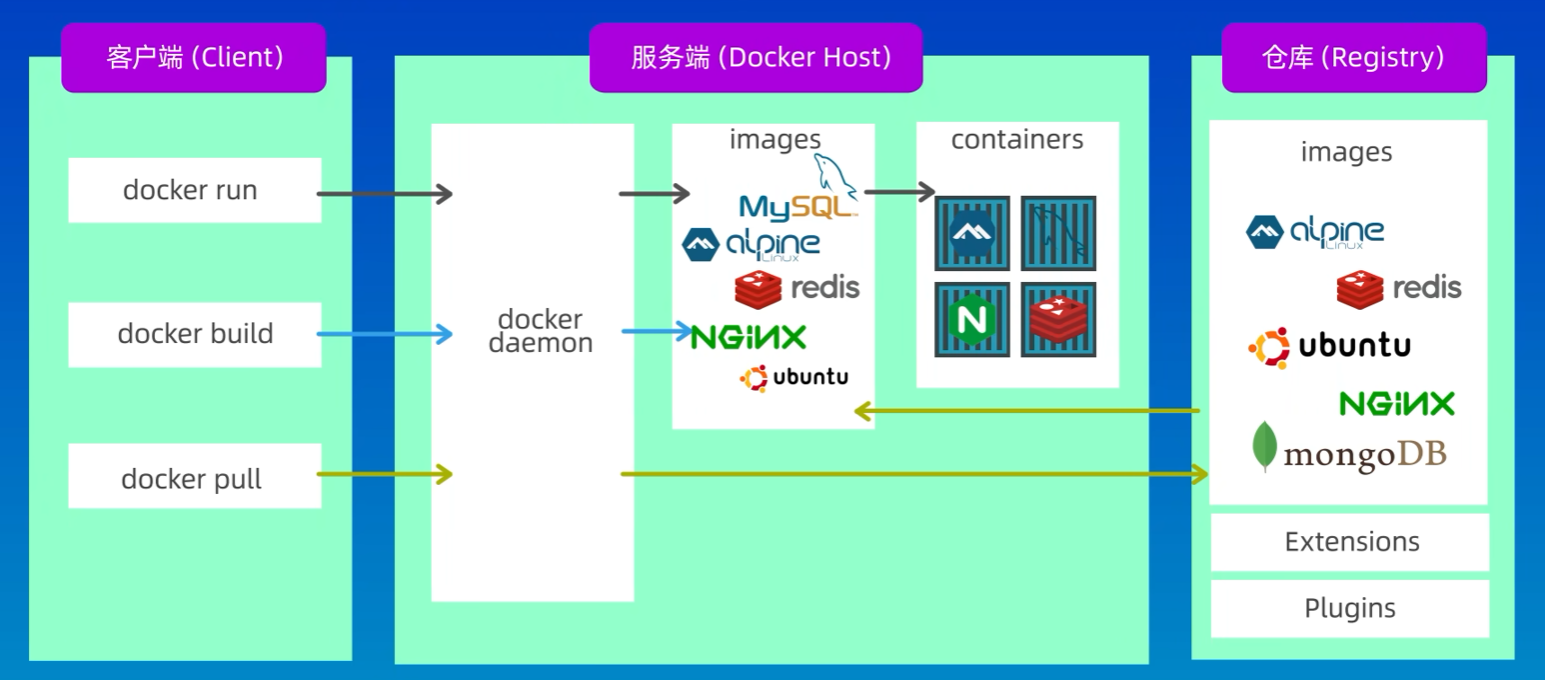 客户端 (Client)
docker run
docker build
docker pull
服务端 (Docker Host)
docker
daemon
images
MySQL
alpine
Linux
redis
NGINX
ubuntu
containers
N
仓库 (Registry)
images
alpine
Linux
redis
ubuntu
NGINX
mongoDB
Extensions
Plugins